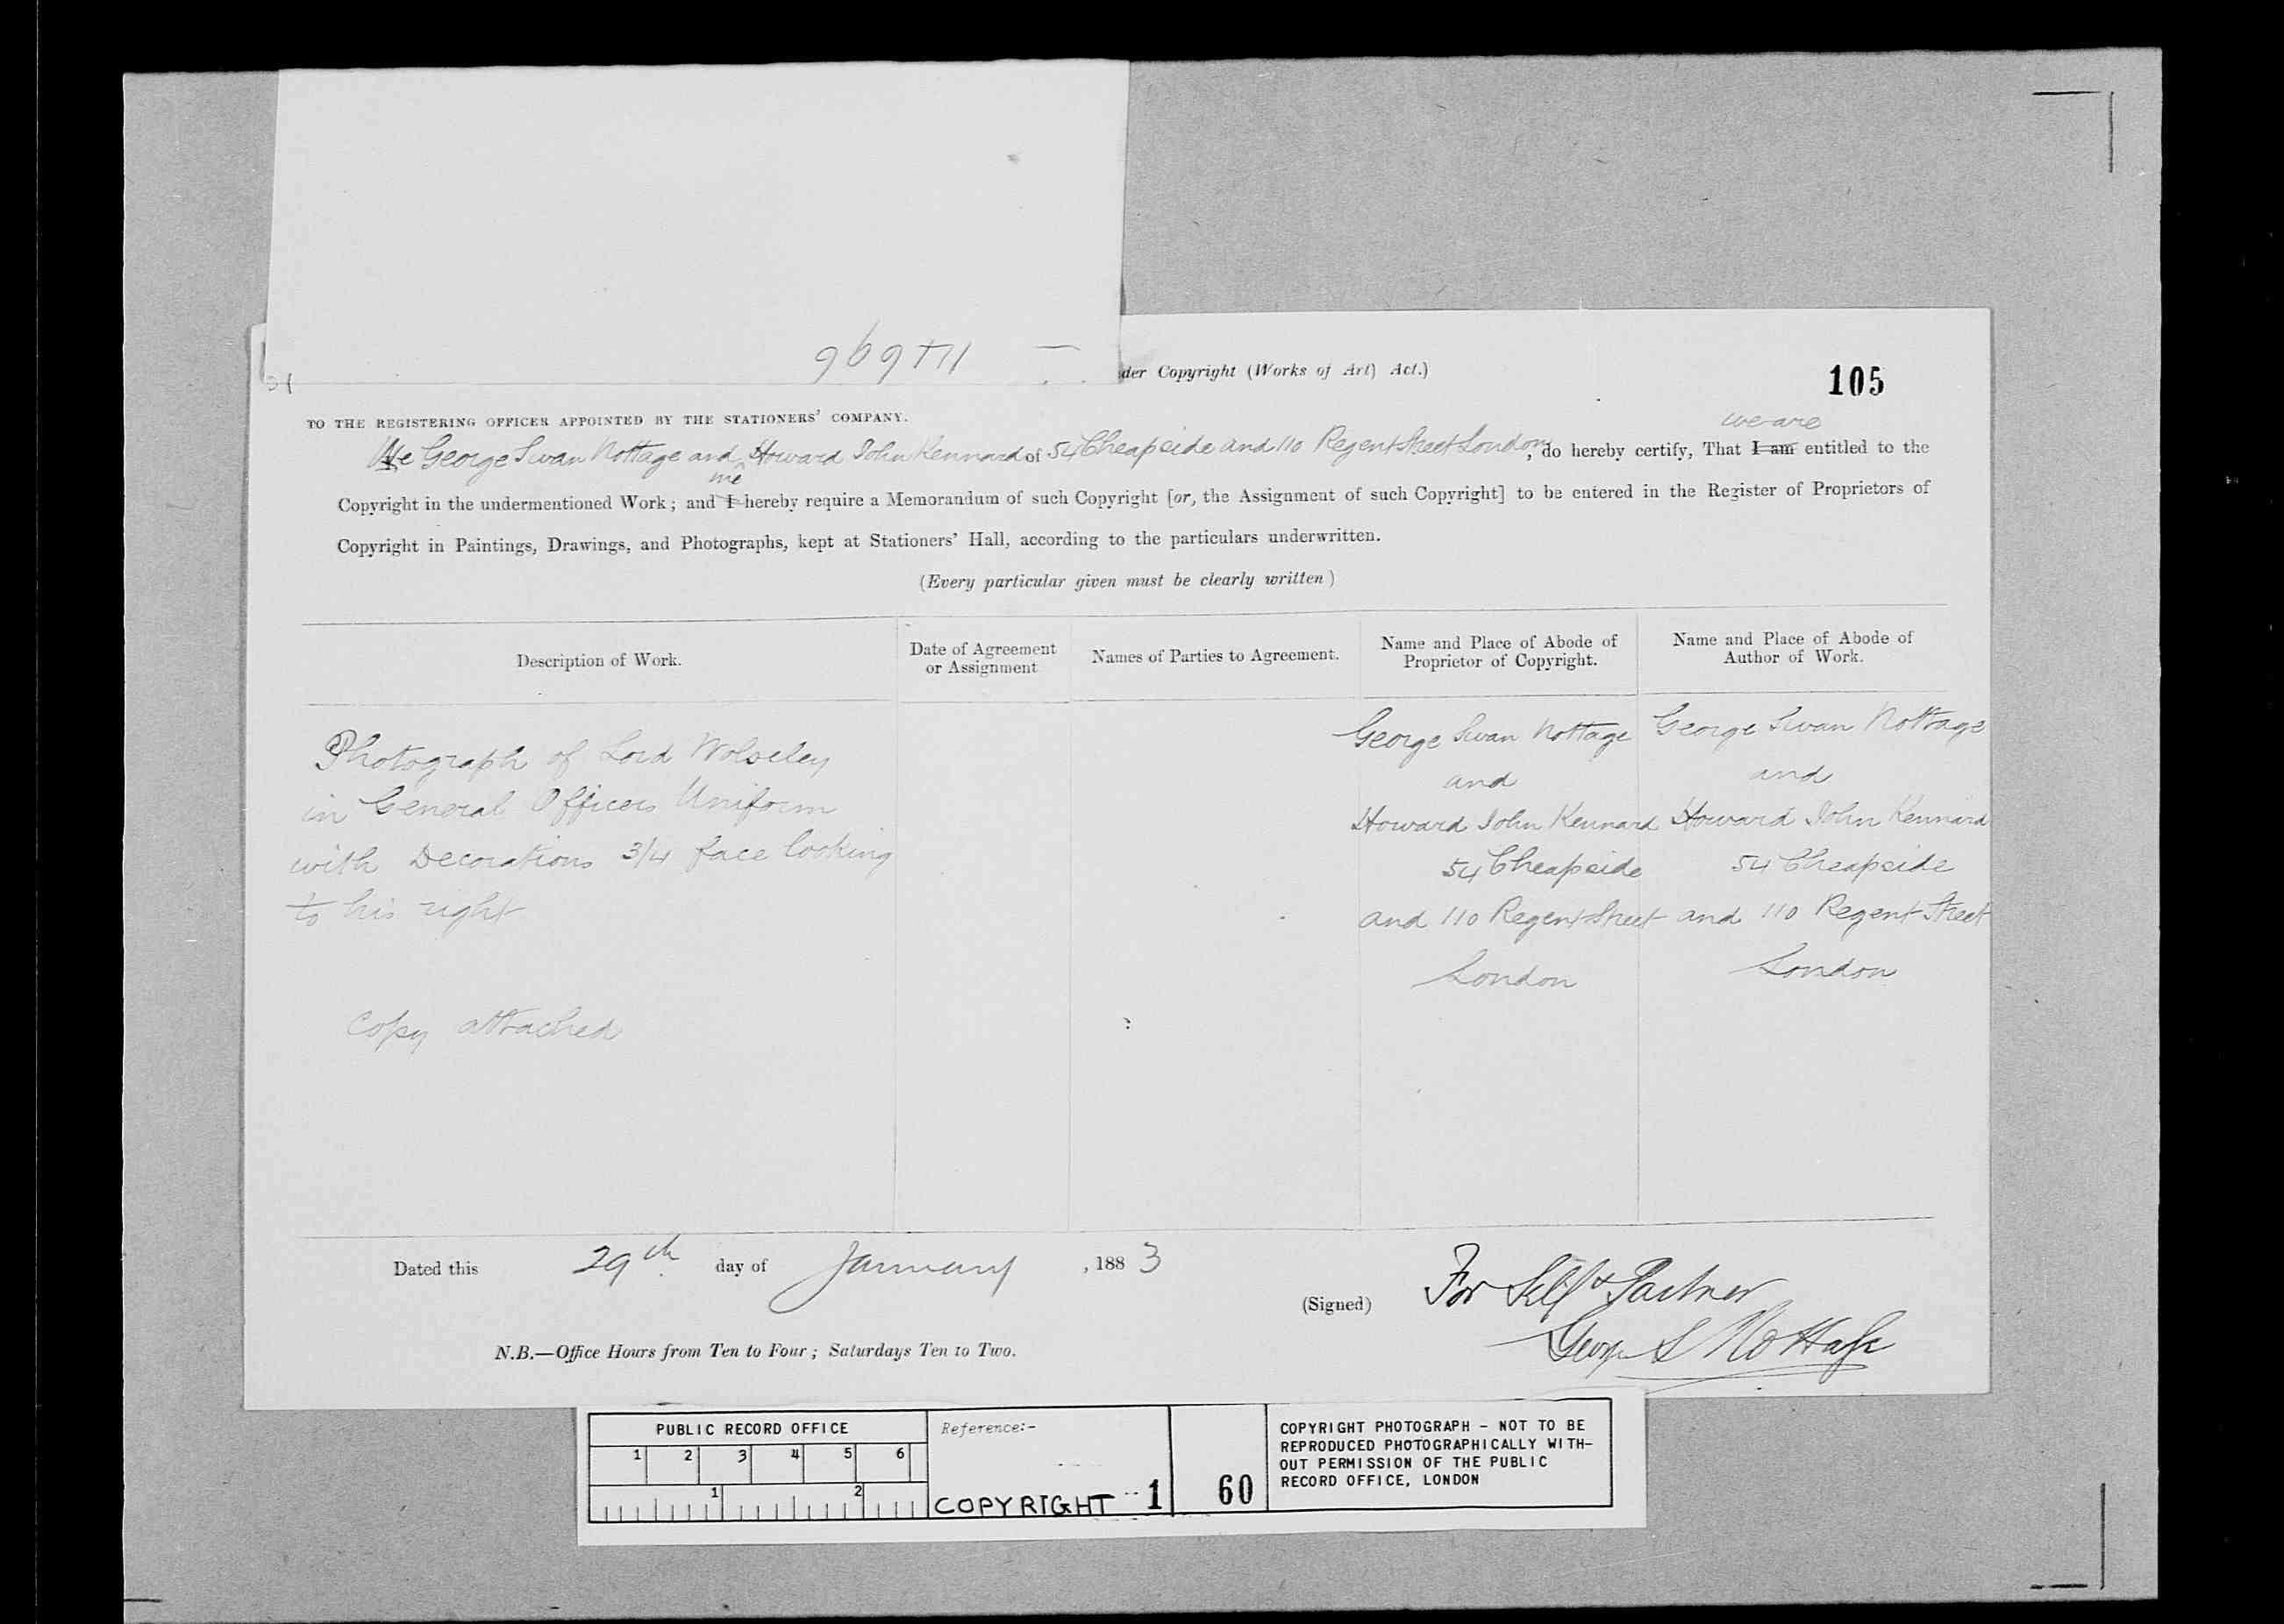 der Copyright (Works of Art) Act.)
105
TO THE REGISTERING OFFICER APPOINTED BY THE STATIONERS' COMPANY.
we are
We George Swan Nottage and Howard John Kennard of 54 Cheapside and 110 Regent Street London, do hereby certify, That I am entitled to the
we
Copyright in the undermentioned Work; and I hereby require a Memorandum of such Copyright [or, the Assignment of such Copyright] to be entered in the Register of Proprietors of
Copyright in Paintings, Drawings, and Photographs, kept at Stationers' Hall, according to the particulars underwritten.
(Every particular given must be clearly written)
Description of Work.
Date of Agreement
or Assignment
Names of Parties to Agreement.
Name and Place of Abode of
Proprietor of Copyright.
Name and Place of Abode of
Author of Work.
Photograph of Lord Wolseley
in General Officers Uniform
with Decorations 3/4 face looking
to his right
Copy attached
George Swan Nottage
and
Howard John Kennard
54 Cheapside
and 110 Regent Street
London
George Swan Nottage
and
Howard John Kennard
54 Cheapside
and 110 Regent Street
London
Dated this 29th day of January, 1883
(Signed) For Self & Partner
George S Nottage
N.B.—Office Hours from Ten to Four; Saturdays Ten to Two.
PUBLIC RECORD OFFICE
1 2 3 4 5 6
1 2
Reference:-
COPYRIGHT 1
60
COPYRIGHT PHOTOGRAPH - NOT TO BE
REPRODUCED PHOTOGRAPHICALLY WITH-
OUT PERMISSION OF THE PUBLIC
RECORD OFFICE, LONDON